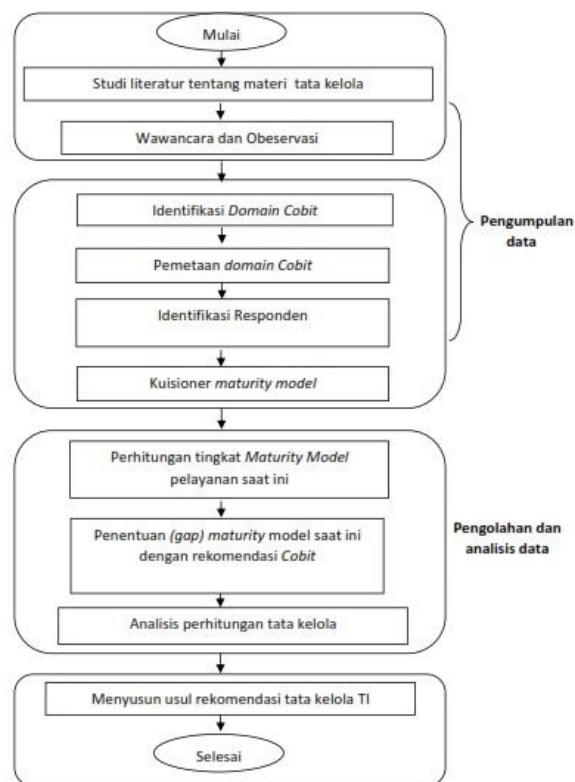 Mulai
Studi literatur tentang materi tata kelola
Wawancara dan Obeservasi
Identifikasi Domain Cobit
Pemetaan domain Cobit
Identifikasi Responden
Kuisioner maturity model
Pengumpulan
data
Perhitungan tingkat Maturity Model
pelayanan saat ini
Penentuan (gap) maturity model saat ini
dengan rekomendasi Cobit
Analisis perhitungan tata kelola
Pengolahan dan
analisis data
Menyusun usul rekomendasi tata kelola TI
Selesai